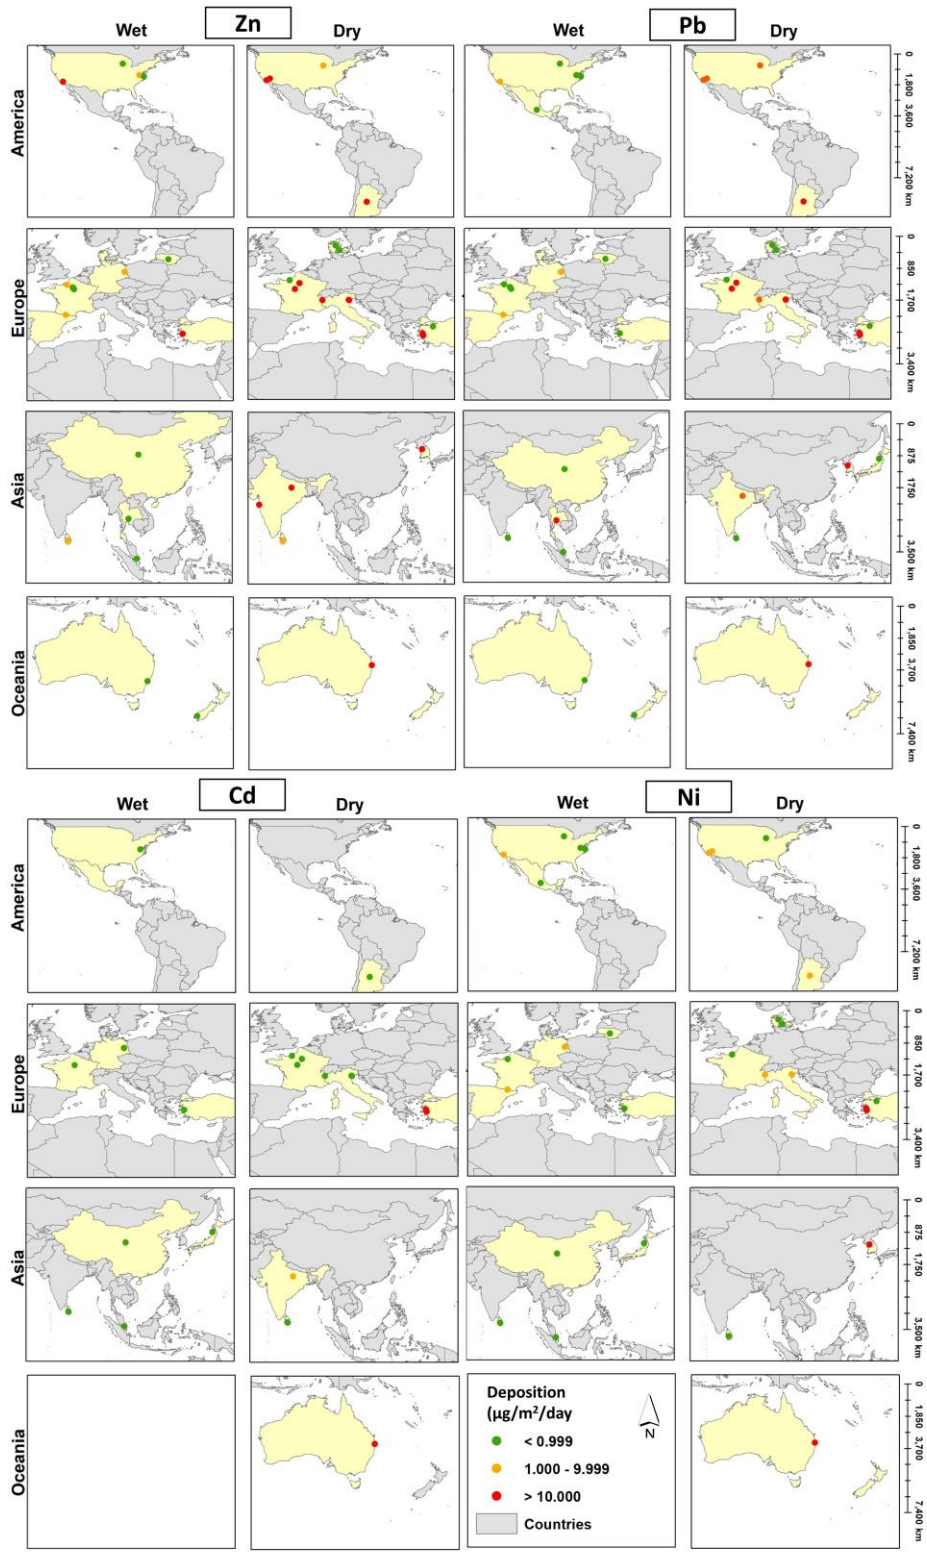 Zn
Pb
Wet
Dry
Wet
Dry
America
0
1,800
3,600
7,200 km
Europe
0
850
1,700
3,400 km
Asia
0
875
1750
3,500 km
Oceania
0
1,850
3,700
7,400 km
Cd
Ni
Wet
Dry
Wet
Dry
America
0
1,800
3,600
7,200 km
Europe
0
850
1,700
3,400 km
Asia
0
875
1,750
3,500 km
Oceania
Deposition
(µg/m²/day
N
< 0.999
1.000 - 9.999
> 10.000
Countries
0
1,850
3,700
7,400 km